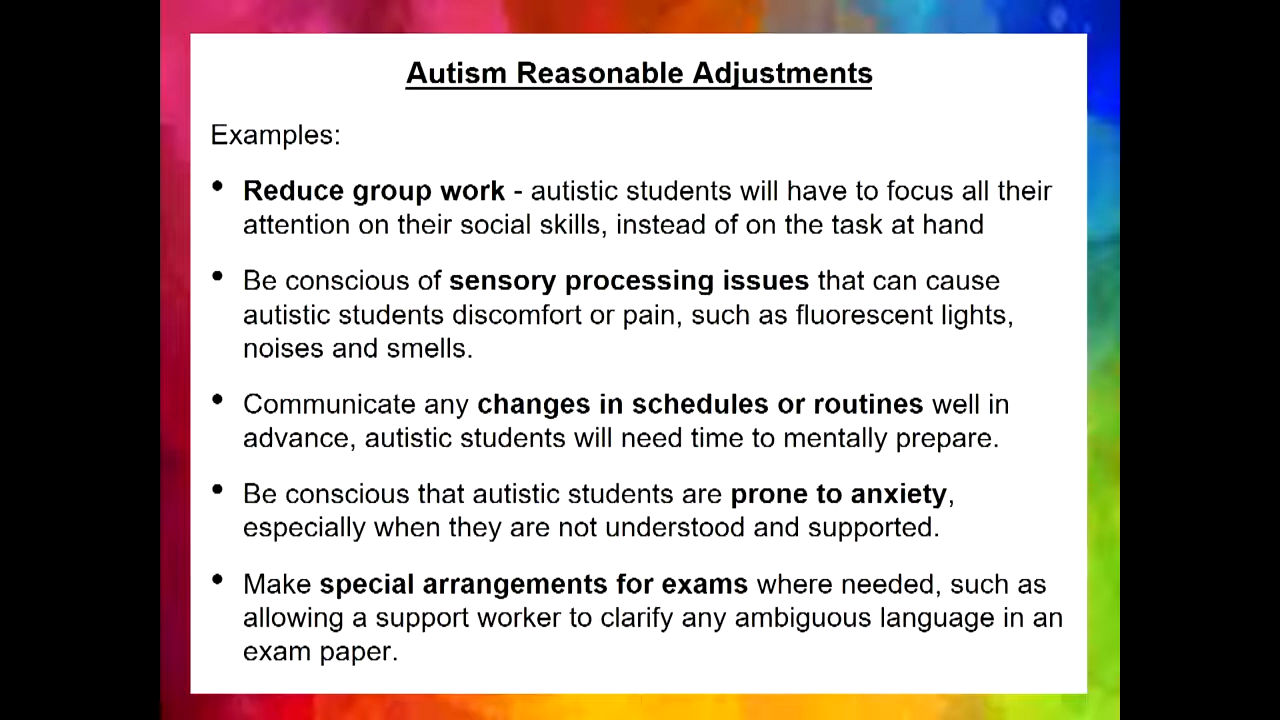 Autism Reasonable Adjustments
Examples:
• Reduce group work - autistic students will have to focus all their
attention on their social skills, instead of on the task at hand
• Be conscious of sensory processing issues that can cause
autistic students discomfort or pain, such as fluorescent lights,
noises and smells.
• Communicate any changes in schedules or routines well in
advance, autistic students will need time to mentally prepare.
• Be conscious that autistic students are prone to anxiety,
especially when they are not understood and supported.
• Make special arrangements for exams where needed, such as
allowing a support worker to clarify any ambiguous language in an
exam paper.